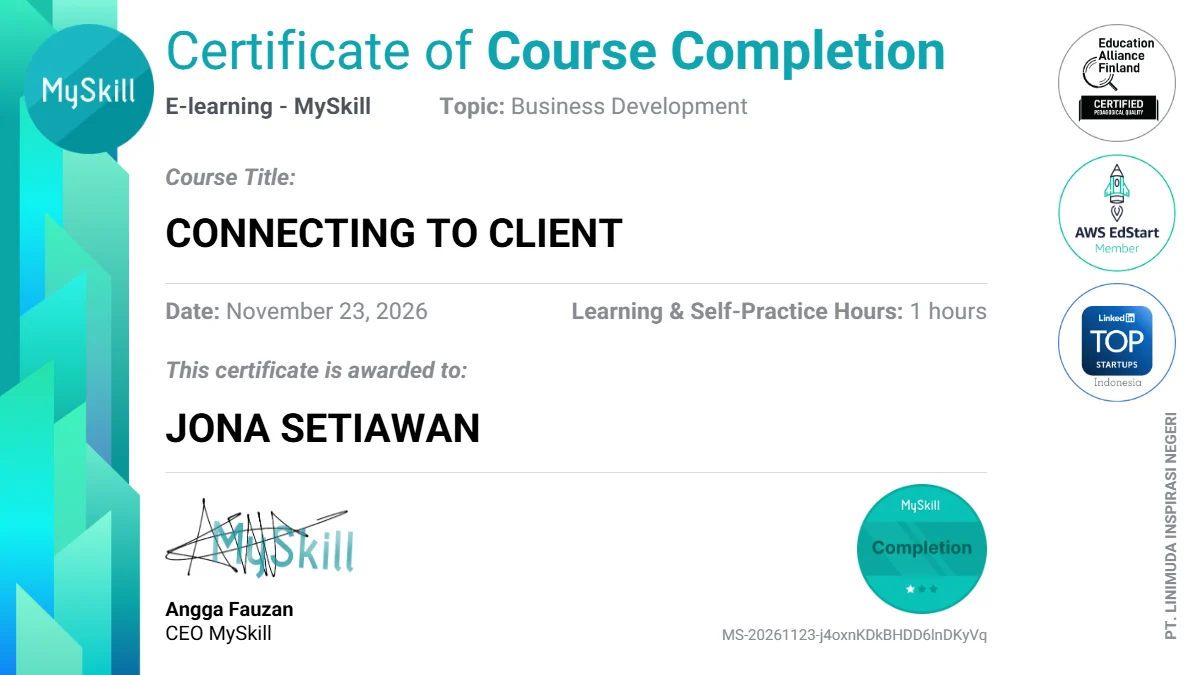 MySkill
Certificate of Course Completion
E-learning - MySkill Topic: Business Development
Course Title:
CONNECTING TO CLIENT
Date: November 23, 2026 Learning & Self-Practice Hours: 1 hours
This certificate is awarded to:
JONA SETIAWAN
MySkill
Angga Fauzan
CEO MySkill
MySkill
Completion
MS-20261123-j4oxnKDkBHDD6lnDKyVq
Education
Alliance
Finland
CERTIFIED
PEDAGOGICAL QUALITY
AWS EdStart
Member
Linked in
TOP
STARTUPS
Indonesia
PT. LINIMUDA INSPIRASI NEGERI